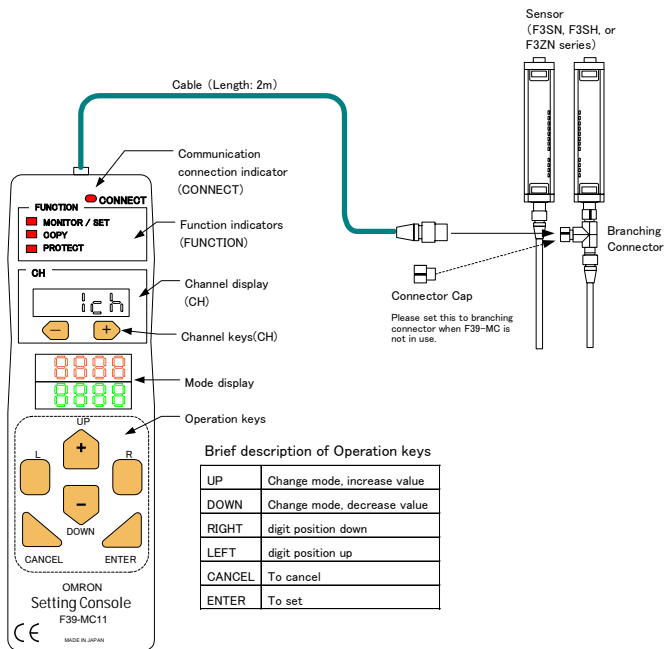 Sensor
(F3SN, F3SH, or
F3ZN series)
Cable (Length: 2m)
Communication
connection indicator
(CONNECT)
CONNECT
FUNCTION
MONITOR / SET
COPY
PROTECT
Function indicators
(FUNCTION)
Branching
Connector
CH
1ch
Channel display
(CH)
Connector Cap
Please set this to branching
connector when F39-MC is
not in use.
− +
Channel keys(CH)
8888
8888
Mode display
Operation keys
UP
+
L
R
−
DOWN
CANCEL
ENTER
Brief description of Operation keys
UP Change mode, increase value
DOWN Change mode, decrease value
RIGHT digit position down
LEFT digit position up
CANCEL To cancel
ENTER To set
OMRON
Setting Console
F39-MC11
CE
MADE IN JAPAN